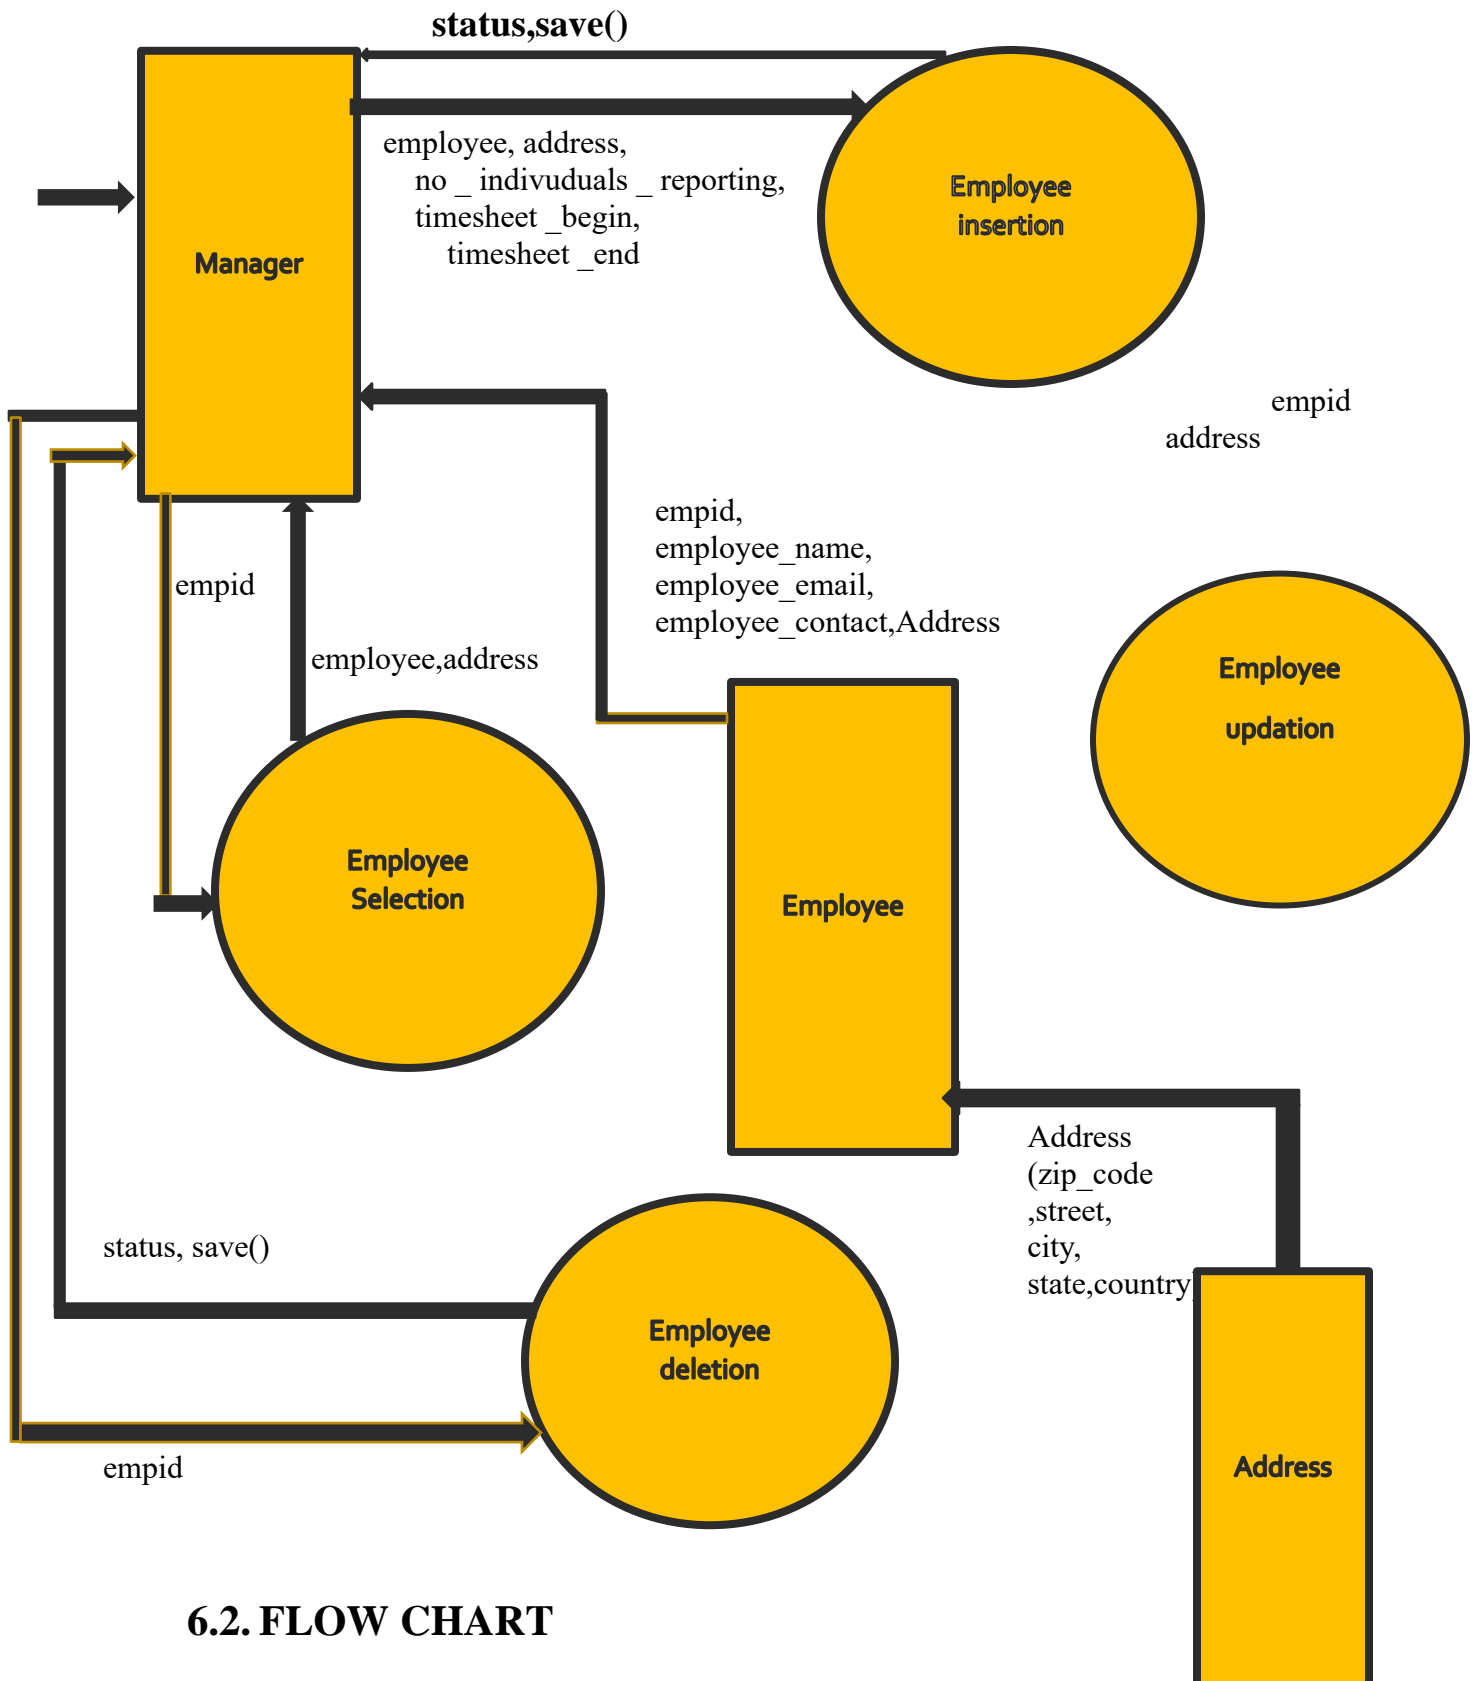 status,save()
employee, address,
no _ indivuduals _ reporting,
timesheet _begin,
timesheet _end
Employee
insertion
Manager
empid
address
empid,
employee_name,
employee_email,
employee_contact,Address
empid
employee,address
Employee
updation
Employee
Selection
Employee
Address
(zip_code
,street,
city,
state,country
status, save()
Employee
deletion
empid
Address
6.2. FLOW CHART